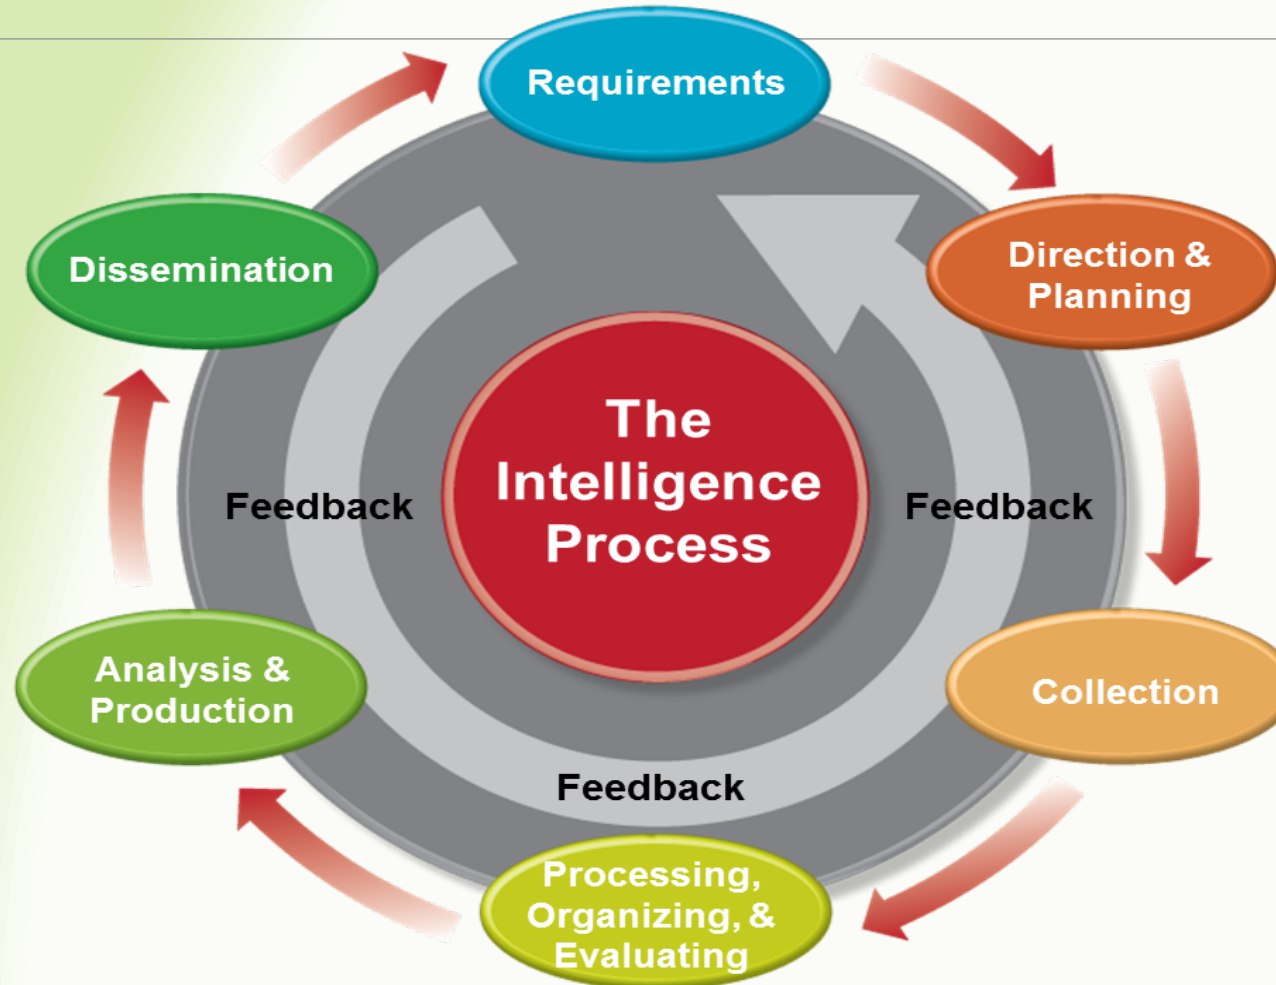 Requirements
Direction &
Planning
Dissemination
The
Intelligence
Process
Feedback
Feedback
Analysis &
Production
Collection
Feedback
Processing,
Organizing, &
Evaluating